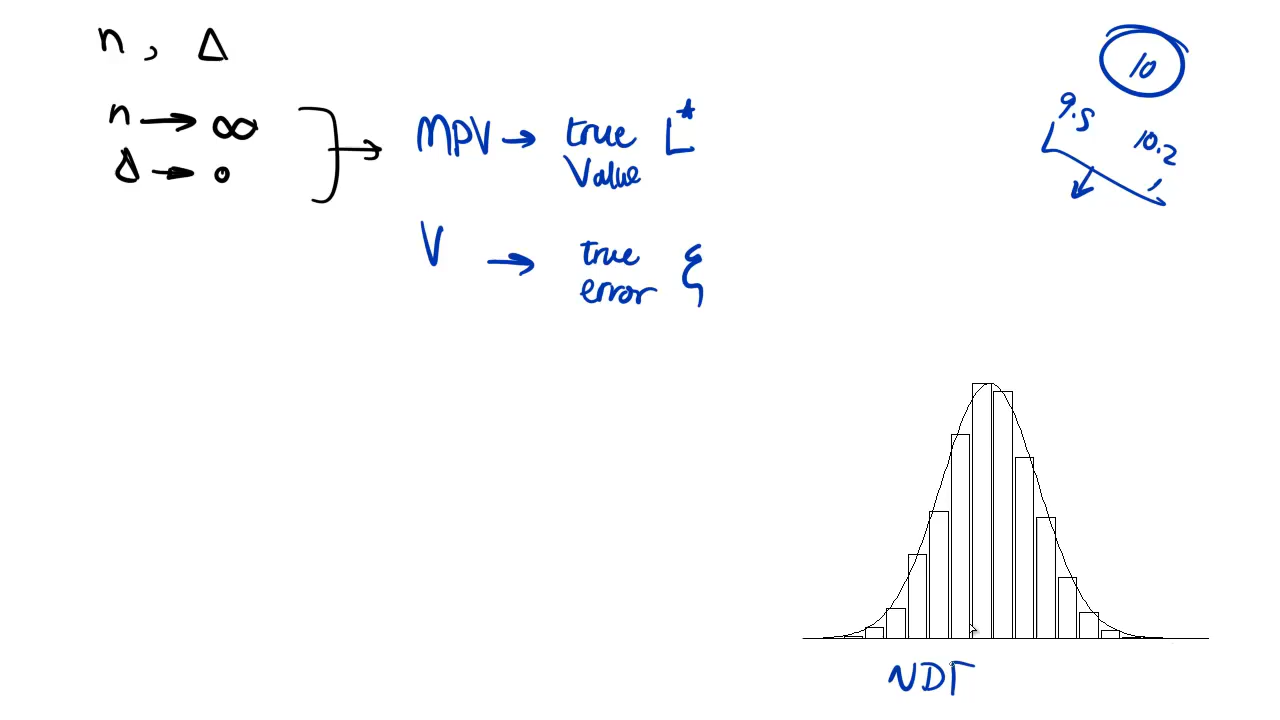 n, Δ
n → ∞
Δ → 0
MPV → true Value L*
V → true error ξ
10
9.5
10.2
NDT